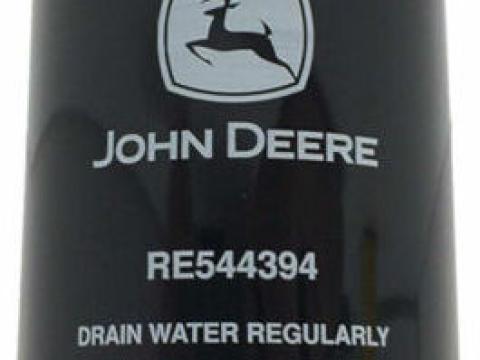 JOHN DEERE
RE544394
DRAIN WATER REGULARLY